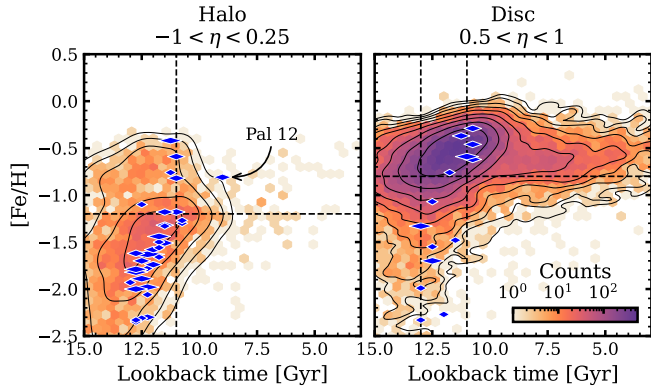 Halo
−1 < η < 0.25
Disc
0.5 < η < 1
0.5
0.0
−0.5
−1.0
−1.5
−2.0
−2.5
[Fe/H]
Pal 12
Counts
10⁰ 10¹ 10²
15.0 12.5 10.0 7.5 5.0
15.0 12.5 10.0 7.5 5.0
Lookback time [Gyr]
Lookback time [Gyr]